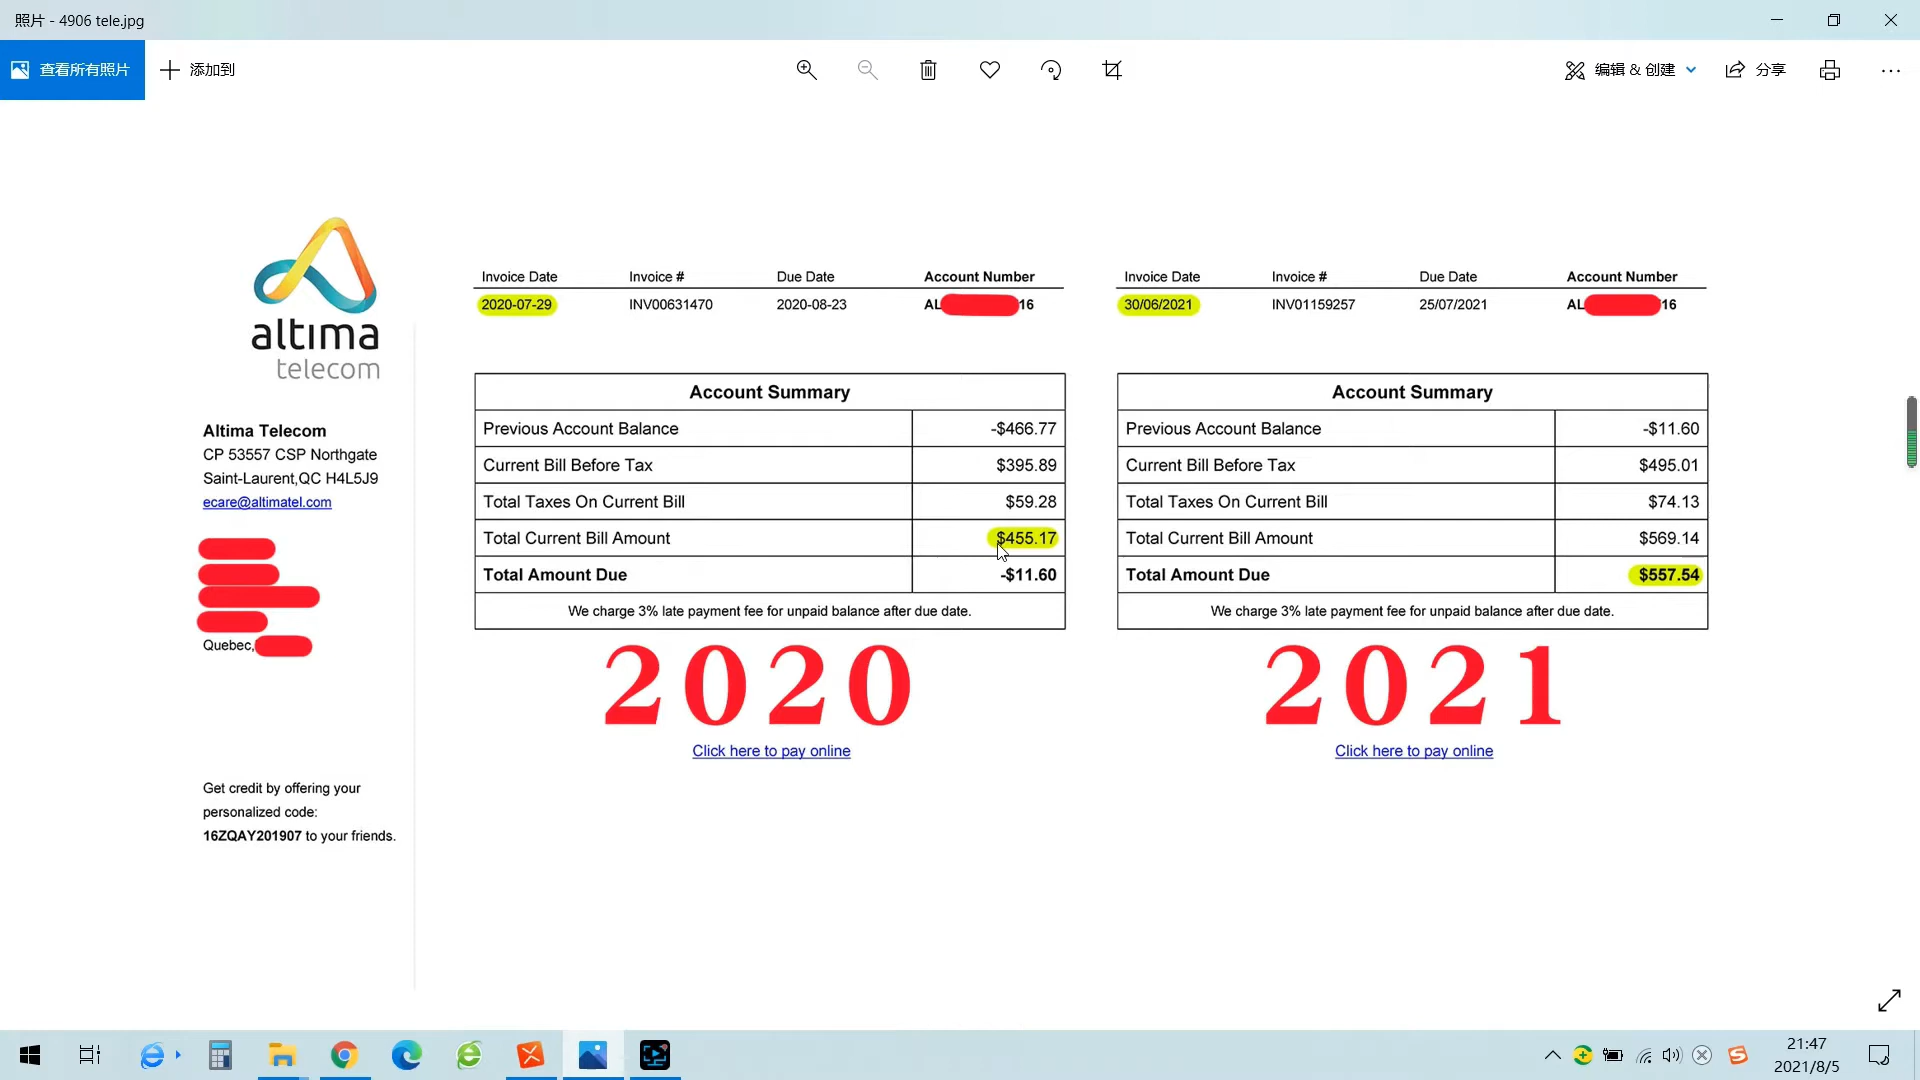 照片 - 4906 tele.jpg
查看所有照片
添加到
编辑 & 创建
分享
altima
telecom
Altima Telecom
CP 53557 CSP Northgate
Saint-Laurent,QC H4L5J9
ecare@altimatel.com
Quebec,
Get credit by offering your
personalized code:
16ZQAY201907 to your friends.
Invoice Date Invoice # Due Date Account Number
2020-07-29 INV00631470 2020-08-23 AL 16
Account Summary
Previous Account Balance -$466.77
Current Bill Before Tax $395.89
Total Taxes On Current Bill $59.28
Total Current Bill Amount $455.17
Total Amount Due -$11.60
We charge 3% late payment fee for unpaid balance after due date.
2020
Click here to pay online
Invoice Date Invoice # Due Date Account Number
30/06/2021 INV01159257 25/07/2021 AL 16
Account Summary
Previous Account Balance -$11.60
Current Bill Before Tax $495.01
Total Taxes On Current Bill $74.13
Total Current Bill Amount $569.14
Total Amount Due $557.54
We charge 3% late payment fee for unpaid balance after due date.
2021
Click here to pay online
21:47
2021/8/5